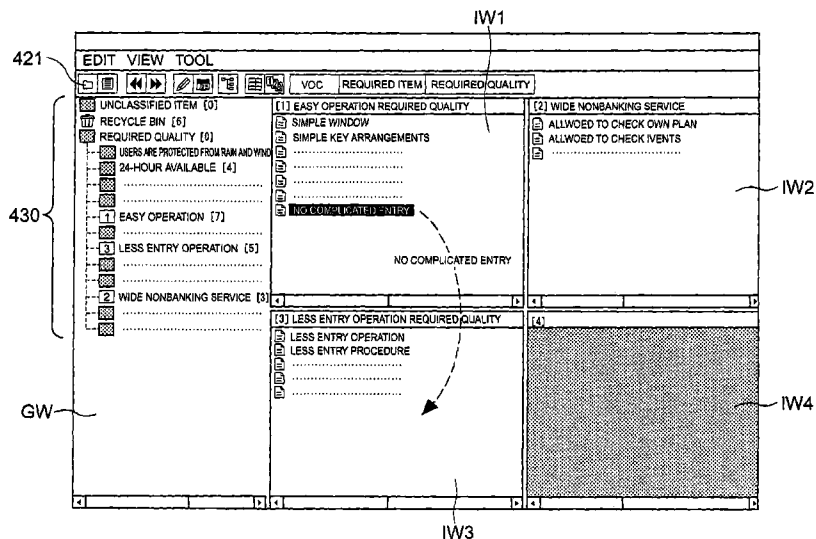 IW1
421
EDIT VIEW TOOL
VOC REQUIRED ITEM REQUIRED QUALITY
430
UNCLASSIFIED ITEM [0]
RECYCLE BIN [6]
REQUIRED QUALITY [0]
USERS ARE PROTECTED FROM RAIN AND WIND
24-HOUR AVAILABLE [4]
1 EASY OPERATION [7]
3 LESS ENTRY OPERATION [5]
2 WIDE NONBANKING SERVICE [3]
GW
[1] EASY OPERATION REQUIRED QUALITY
SIMPLE WINDOW
SIMPLE KEY ARRANGEMENTS
NO COMPLICATED ENTRY
NO COMPLICATED ENTRY
[2] WIDE NONBANKING SERVICE
ALLWOED TO CHECK OWN PLAN
ALLWOED TO CHECK IVENTS
IW2
[3] LESS ENTRY OPERATION REQUIRED QUALITY
LESS ENTRY OPERATION
LESS ENTRY PROCEDURE
[4]
IW4
IW3